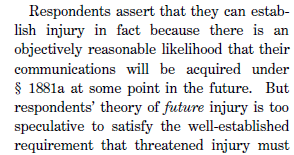 Respondents assert that they can estab-
lish injury in fact because there is an
objectively reasonable likelihood that their
communications will be acquired under
§ 1881a at some point in the future. But
respondents' theory of future injury is too
speculative to satisfy the well-established
requirement that threatened injury must